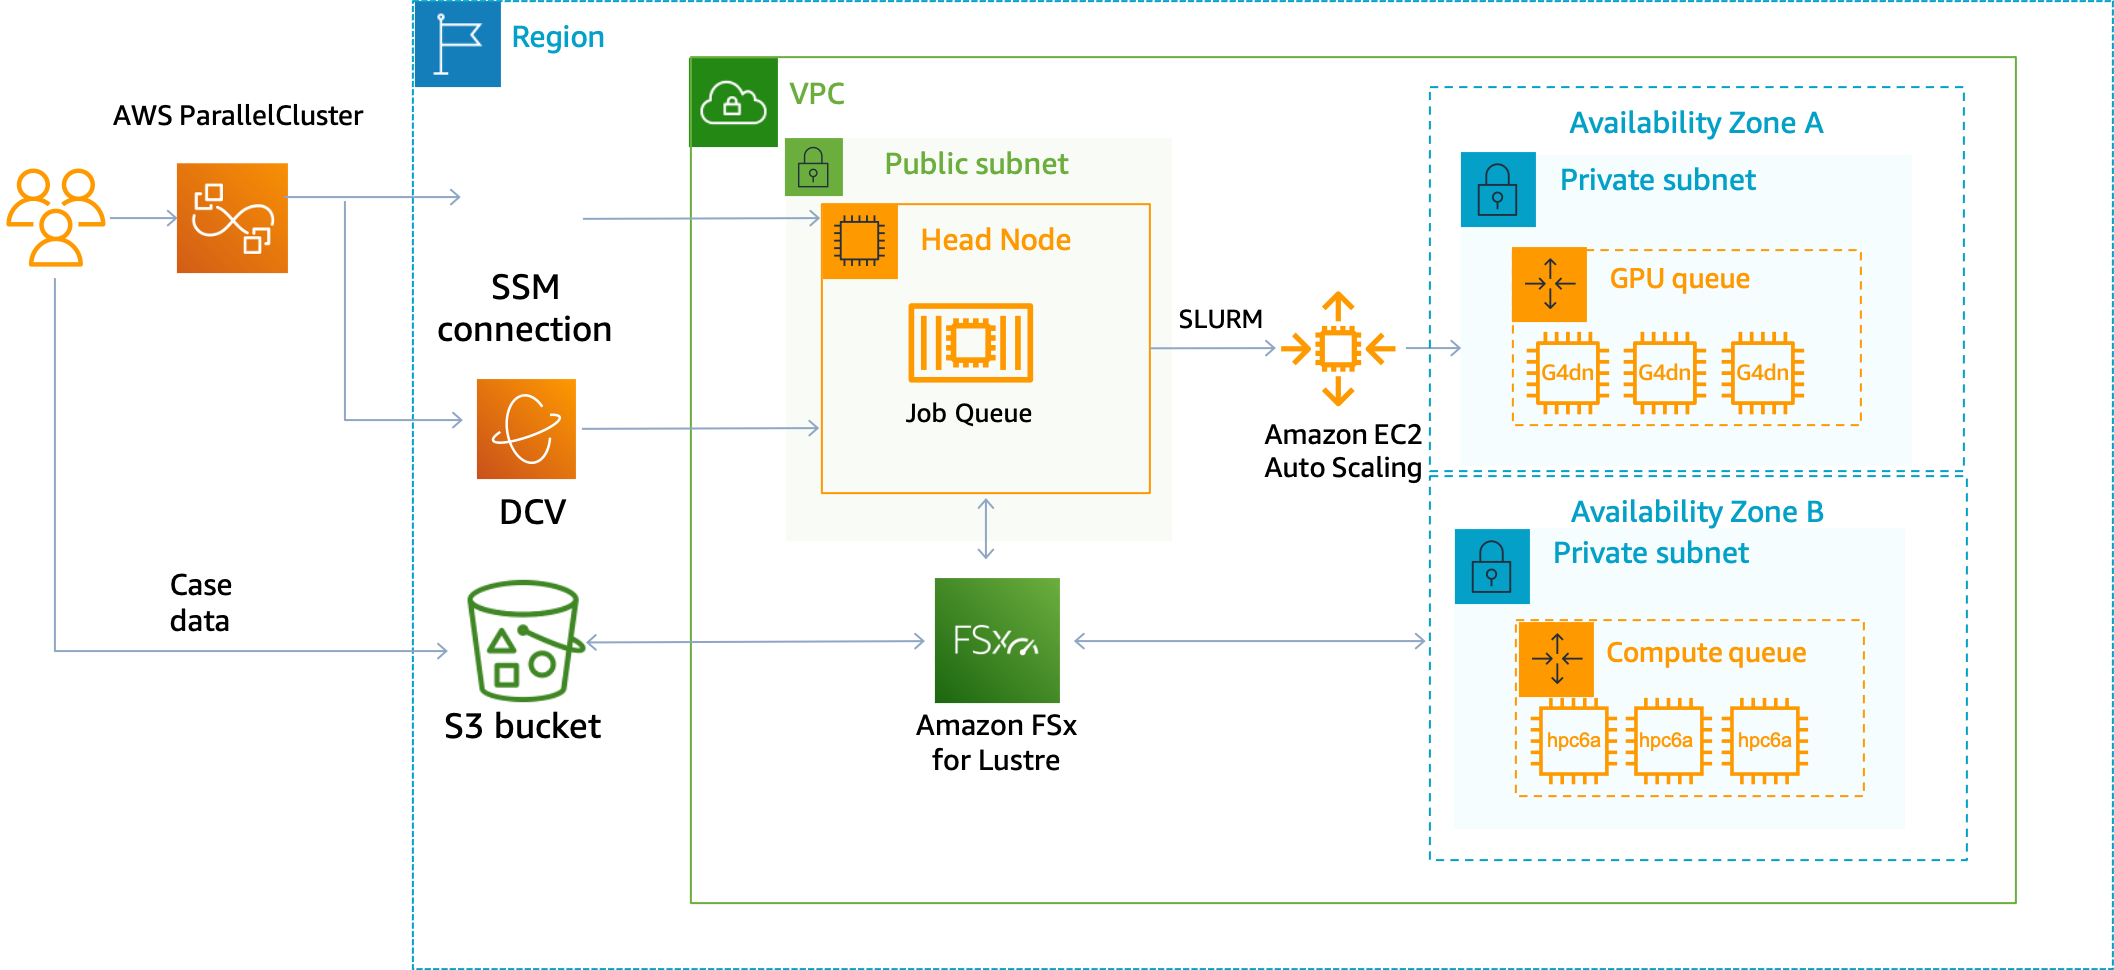 Region
AWS ParallelCluster
VPC
Availability Zone A
Public subnet
Private subnet
Head Node
GPU queue
SSM
connection
SLURM
G4dn
G4dn
G4dn
Job Queue
Amazon EC2
Auto Scaling
DCV
Availability Zone B
Private subnet
Case
data
FSx
Compute queue
S3 bucket
Amazon FSx
for Lustre
hpc6a
hpc6a
hpc6a